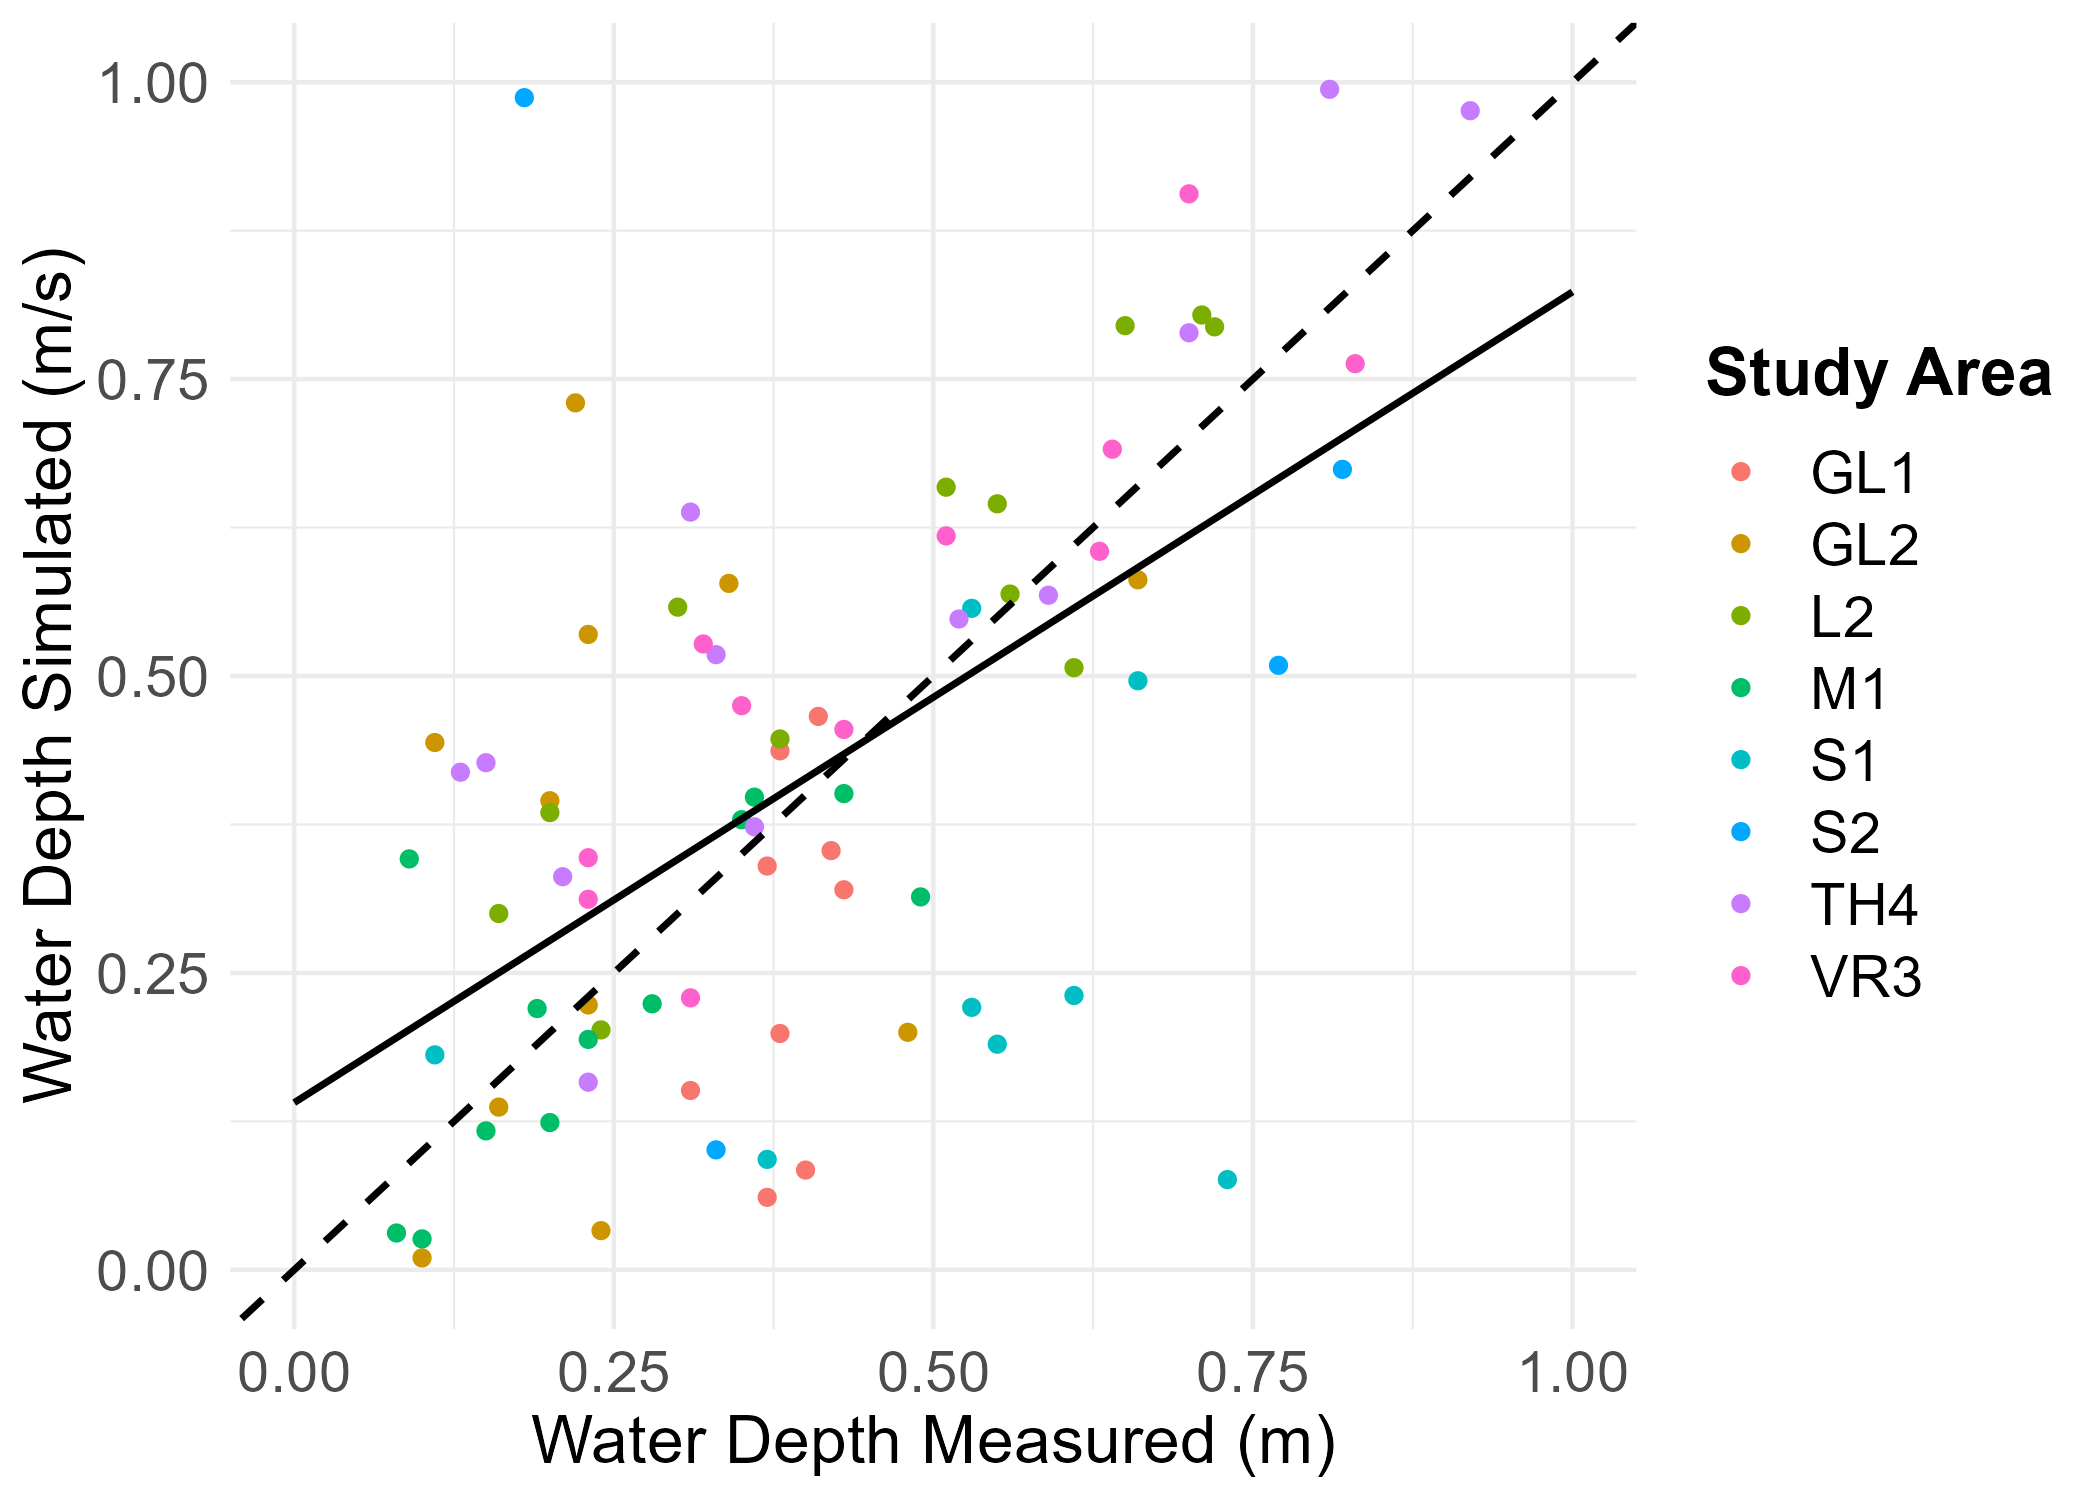 Water Depth Simulated (m/s)
1.00
0.75
0.50
0.25
0.00
0.00 0.25 0.50 0.75 1.00
Water Depth Measured (m)
Study Area
GL1
GL2
L2
M1
S1
S2
TH4
VR3